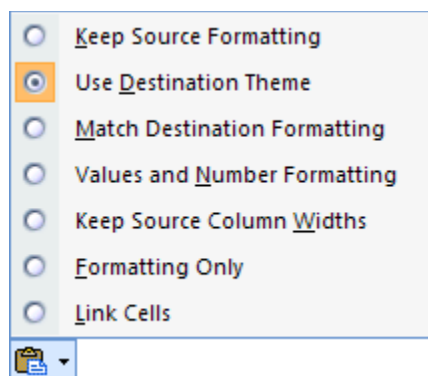 Keep Source Formatting
Use Destination Theme
Match Destination Formatting
Values and Number Formatting
Keep Source Column Widths
Formatting Only
Link Cells